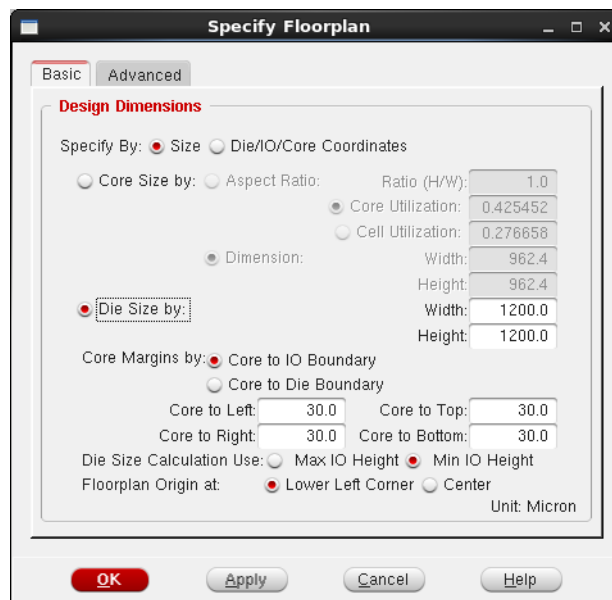 Specify Floorplan
Basic Advanced
Design Dimensions
Specify By: Size Die/IO/Core Coordinates
Core Size by: Aspect Ratio: Ratio (H/W): 1.0
Core Utilization: 0.425452
Cell Utilization: 0.276658
Dimension: Width: 962.4
Height: 962.4
Die Size by: Width: 1200.0
Height: 1200.0
Core Margins by: Core to IO Boundary
Core to Die Boundary
Core to Left: 30.0 Core to Top: 30.0
Core to Right: 30.0 Core to Bottom: 30.0
Die Size Calculation Use: Max IO Height Min IO Height
Floorplan Origin at: Lower Left Corner Center
Unit: Micron
OK Apply Cancel Help